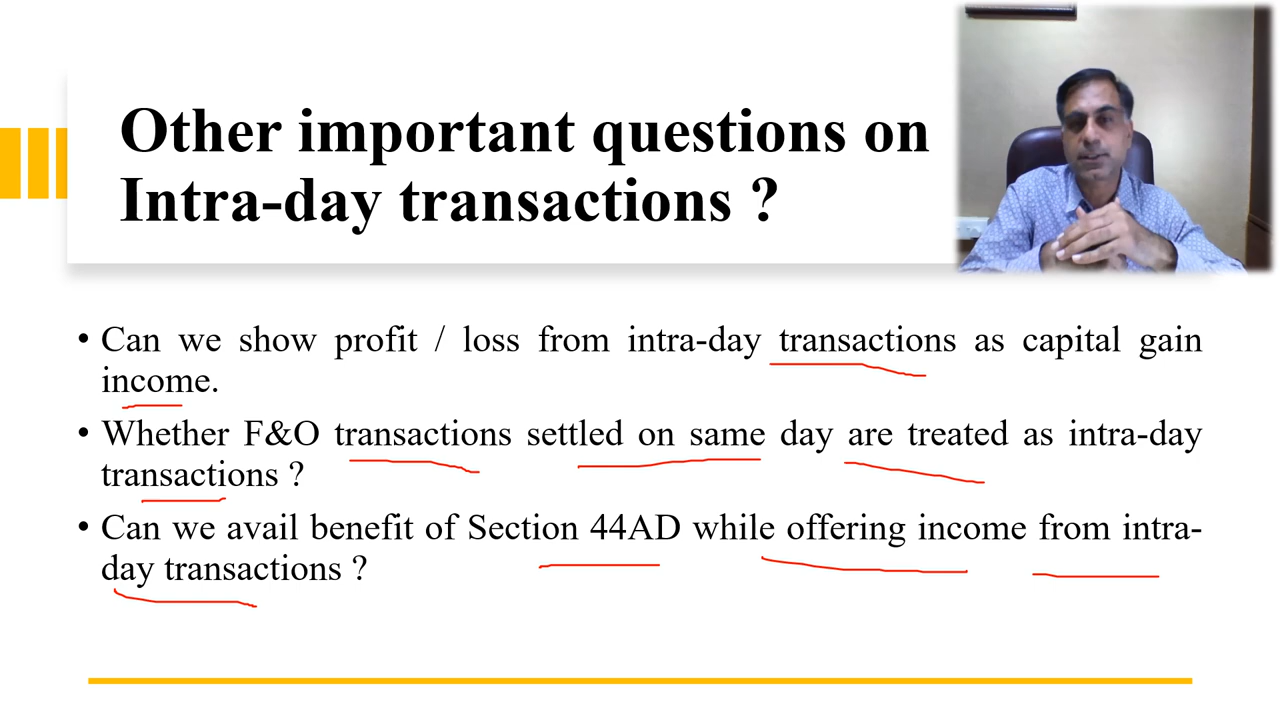 Other important questions on
Intra-day transactions ?
• Can we show profit / loss from intra-day transactions as capital gain
income.
• Whether F&O transactions settled on same day are treated as intra-day
transactions ?
• Can we avail benefit of Section 44AD while offering income from intra-
day transactions ?